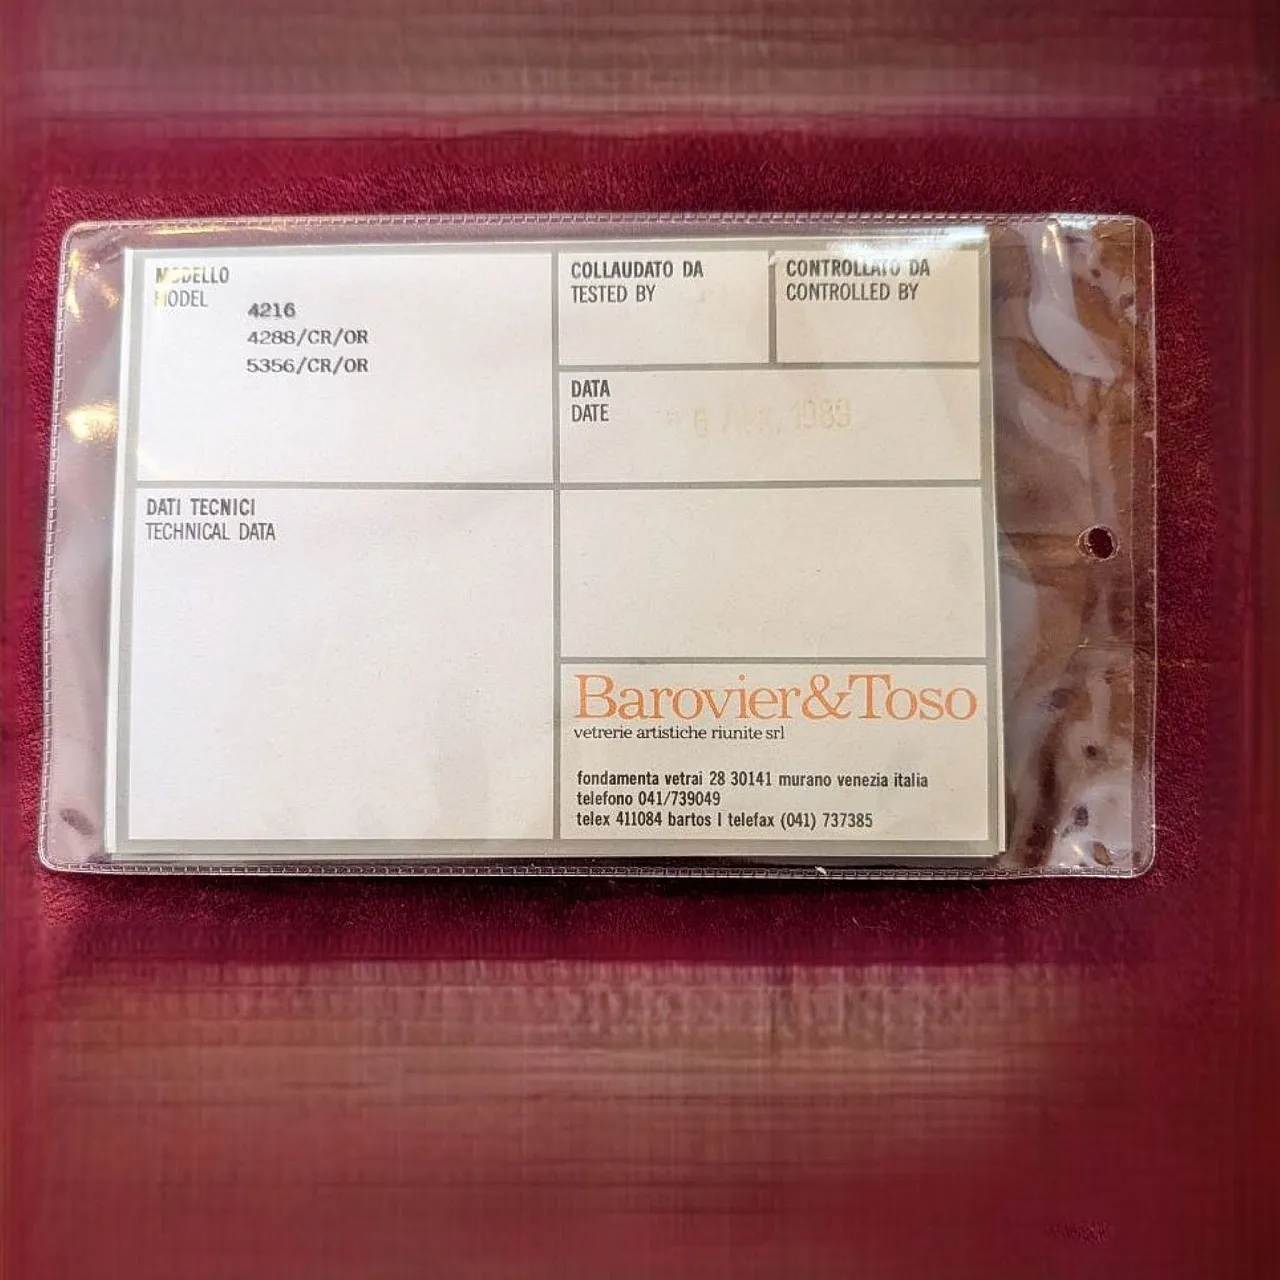 MODELLO
MODEL
4216
4288/CR/OR
5356/CR/OR
COLLAUDATO DA
TESTED BY
CONTROLLATO DA
CONTROLLED BY
DATA
DATE
- 6 1989
DATI TECNICI
TECHNICAL DATA
Barovier&Toso
vetrerie artistiche riunite srl
fondamenta vetrai 28 30141 murano venezia italia
telefono 041/739049
telex 411084 bartos I telefax (041) 737385